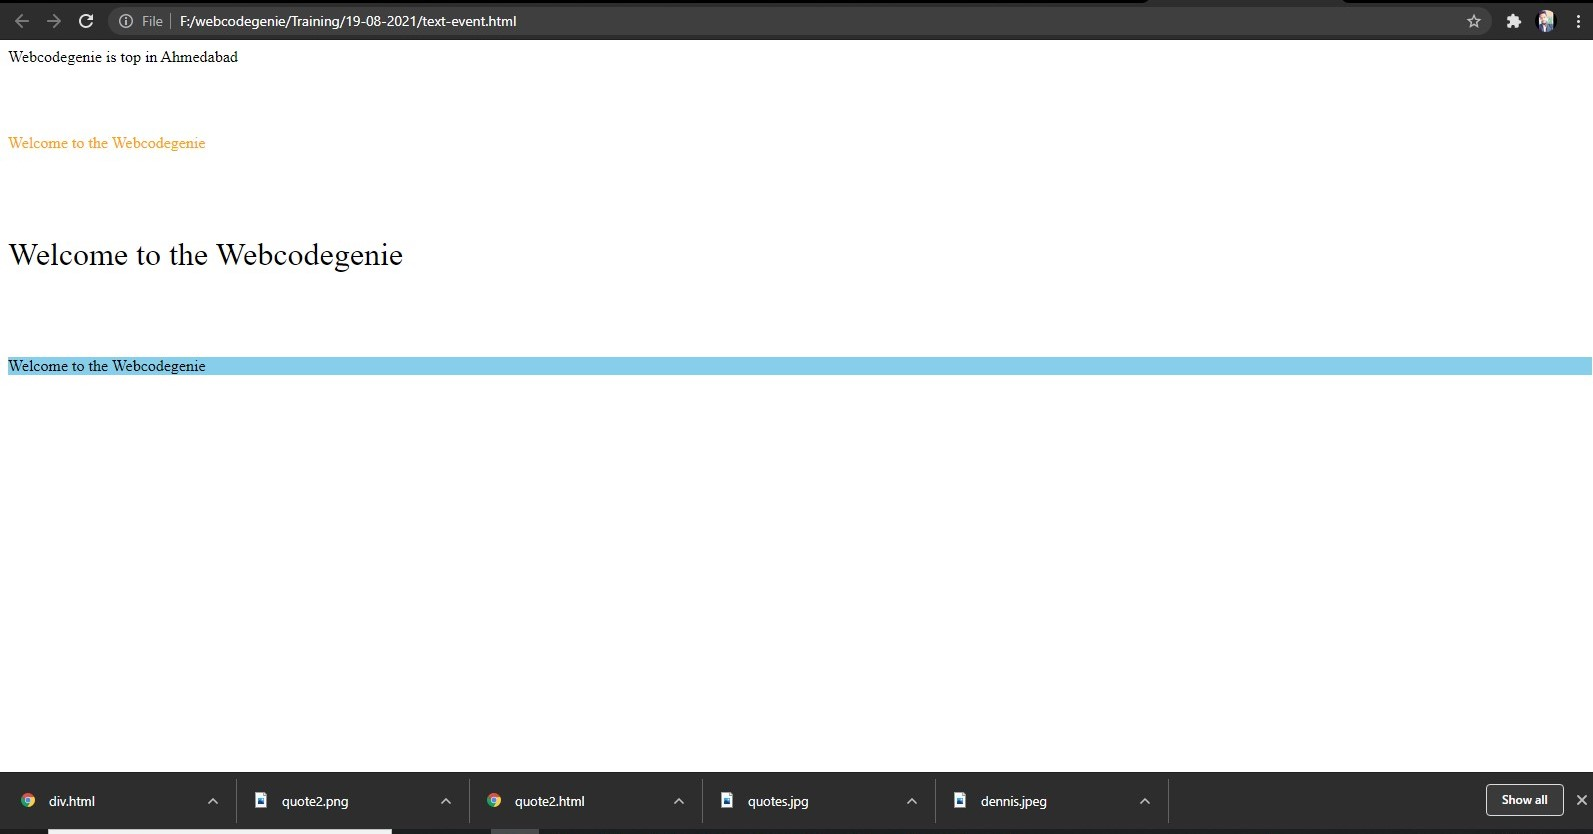 File F:/webcodegenie/Training/19-08-2021/text-event.html
Webcodegenie is top in Ahmedabad
Welcome to the Webcodegenie
Welcome to the Webcodegenie
Welcome to the Webcodegenie
div.html quote2.png quote2.html quotes.jpg dennis.jpeg Show all